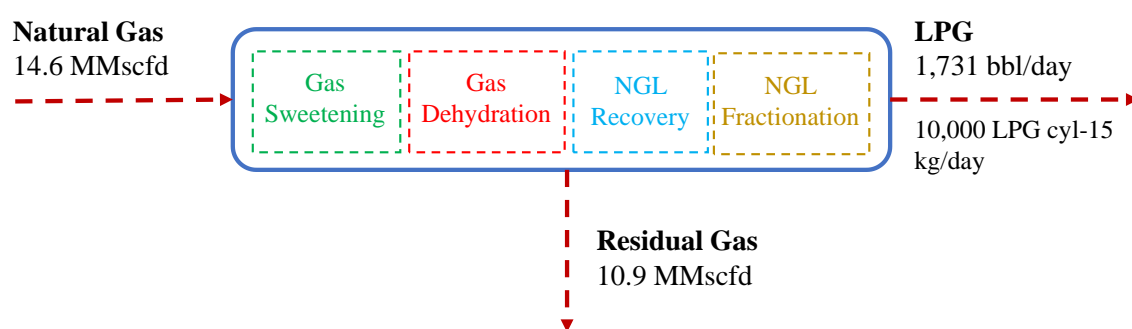 Natural Gas
14.6 MMscfd
Gas
Sweetening
Gas
Dehydration
NGL
Recovery
NGL
Fractionation
LPG
1,731 bbl/day
10,000 LPG cyl-15
kg/day
Residual Gas
10.9 MMscfd